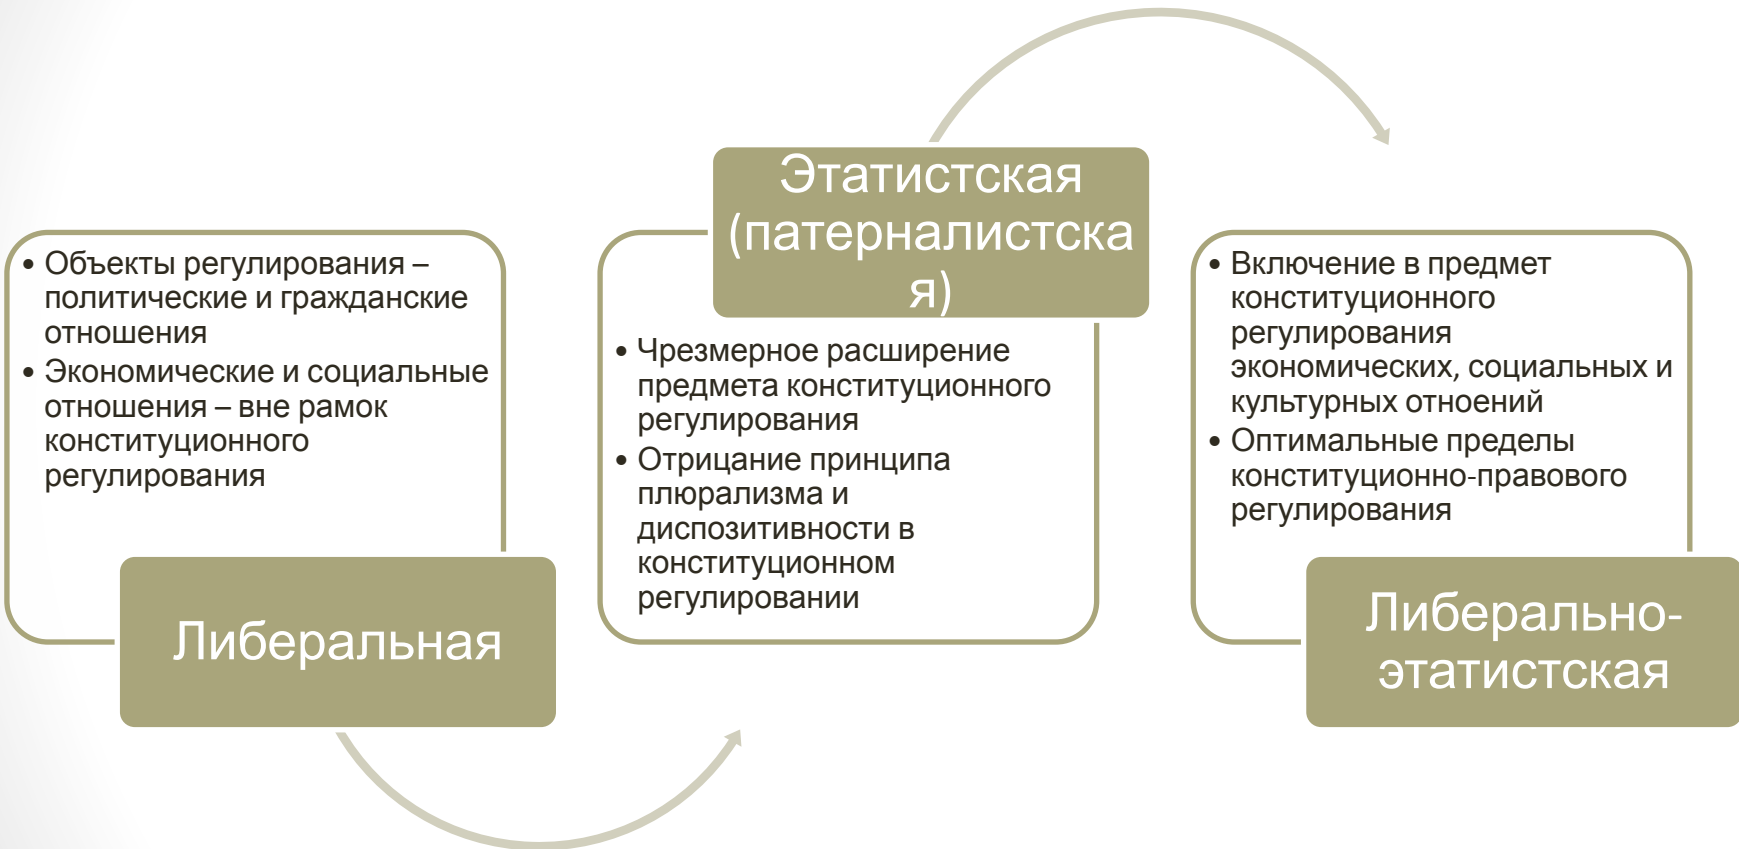 • Объекты регулирования –
политические и гражданские
отношения
• Экономические и социальные
отношения – вне рамок
конституционного
регулирования
Либеральная
Этатистская
(патерналистска
я)
• Чрезмерное расширение
предмета конституционного
регулирования
• Отрицание принципа
плюрализма и
диспозитивности в
конституционном
регулировании
• Включение в предмет
конституционного
регулирования
экономических, социальных и
культурных отноений
• Оптимальные пределы
конституционно-правового
регулирования
Либерально-
этатистская